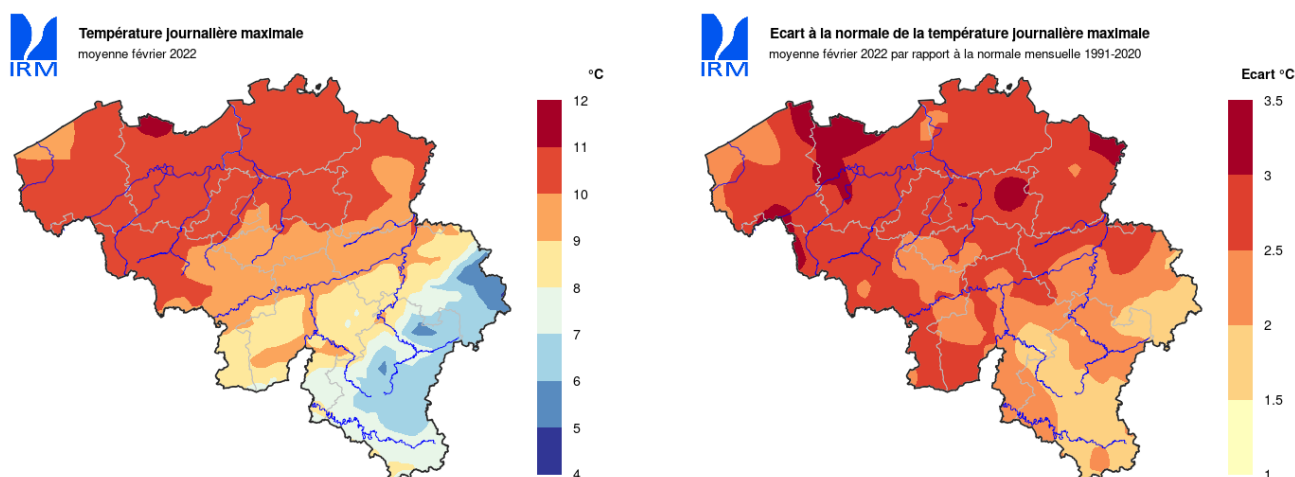 IRM
Température journalière maximale
moyenne février 2022
°C
12
11
10
9
8
7
6
5
4
IRM
Ecart à la normale de la température journalière maximale
moyenne février 2022 par rapport à la normale mensuelle 1991-2020
Ecart °C
3.5
3
2.5
2
1.5
1